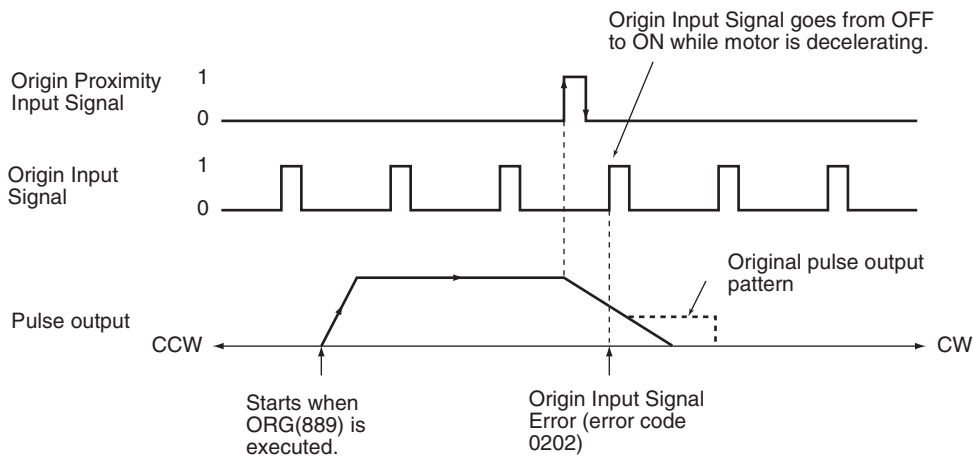 Origin Input Signal goes from OFF
to ON while motor is decelerating.
Origin Proximity
Input Signal
1
0
Origin Input
Signal
1
0
Original pulse output
pattern
Pulse output
CCW
CW
Starts when
ORG(889) is
executed.
Origin Input Signal
Error (error code
0202)